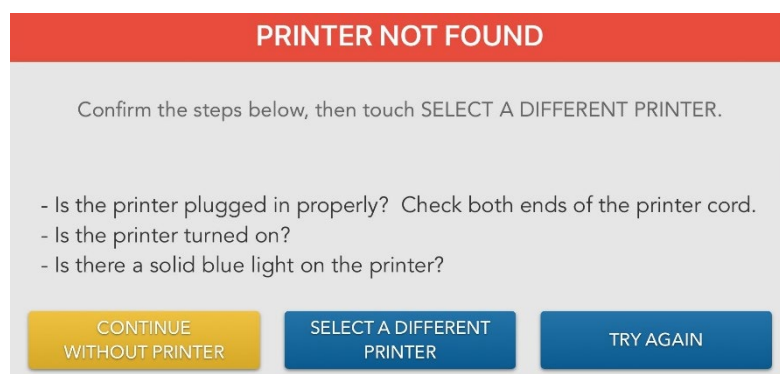 PRINTER NOT FOUND
Confirm the steps below, then touch SELECT A DIFFERENT PRINTER.
- Is the printer plugged in properly?  Check both ends of the printer cord.
- Is the printer turned on?
- Is there a solid blue light on the printer?
CONTINUE
WITHOUT PRINTER
SELECT A DIFFERENT
PRINTER
TRY AGAIN